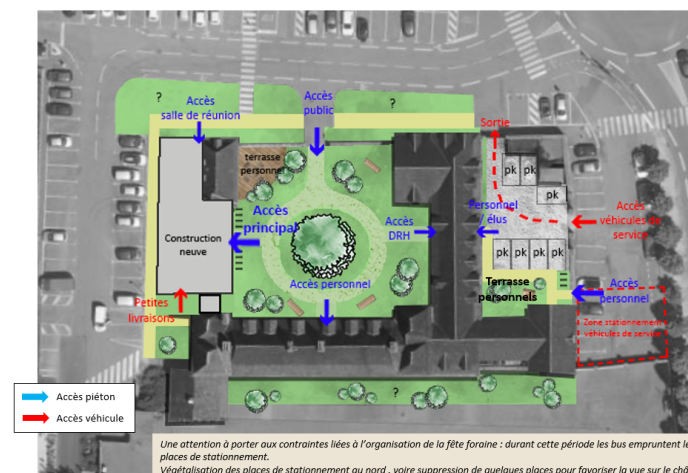 ?
Accès
salle de réunion
Accès
public
?
Sortie
terrasse
personnel
pk
pk
pk
Accès
principal
Accès
DRH
Personnel
/ élus
Accès
véhicules de
service
Construction
neuve
pk
pk
pk
pk
Accès personnel
Terrasse
personnels
Accès
personnel
Petites
livraisons
Zone stationnement
véhicules de service
?
Accès piéton
Accès véhicule
Une attention à porter aux contraintes liées à l'organisation de la fête foraine : durant cette période les bus empruntent le
places de stationnement.
Végétalisation des places de stationnement au nord , voire suppression de quelques places pour favoriser la vue sur le châ